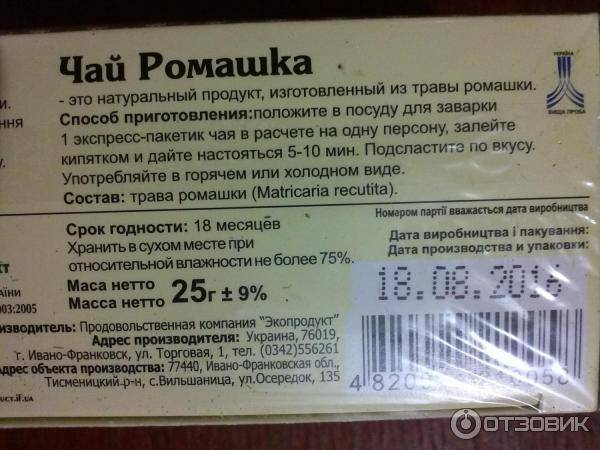 Чай Ромашка
- это натуральный продукт, изготовленный из травы ромашки.
Способ приготовления:положите в посуду для заварки
1 экспресс-пакетик чая в расчете на одну персону, залейте
кипятком и дайте настояться 5-10 мин. Подсластите по вкусу.
Употребляйте в горячем или холодном виде.
Состав: трава ромашки (Matricaria recutita).
УКРАЇНА
ВИЩА ПРОБА
Номером партії вважається дата виробництва
Срок годности: 18 месяцев
Хранить в сухом месте при
относительной влажности не более 75%.
Дата виробництва і пакування:
Дата производства и упаковки:
18.08.2016
Маса нетто
Масса нетто 25г ± 9%
:2005
Продовольственная компания "Экопродукт"
Адрес производителя: Украина, 76019,
г. Ивано-Франковск, ул. Торговая, 1, тел. (0342)556261
Адрес объекта производства: 77440, Ивано-Франковская обл.,
Тисменицкий р-н, с.Вильшаница, ул.Осередок, 135
ОТЗОВИК